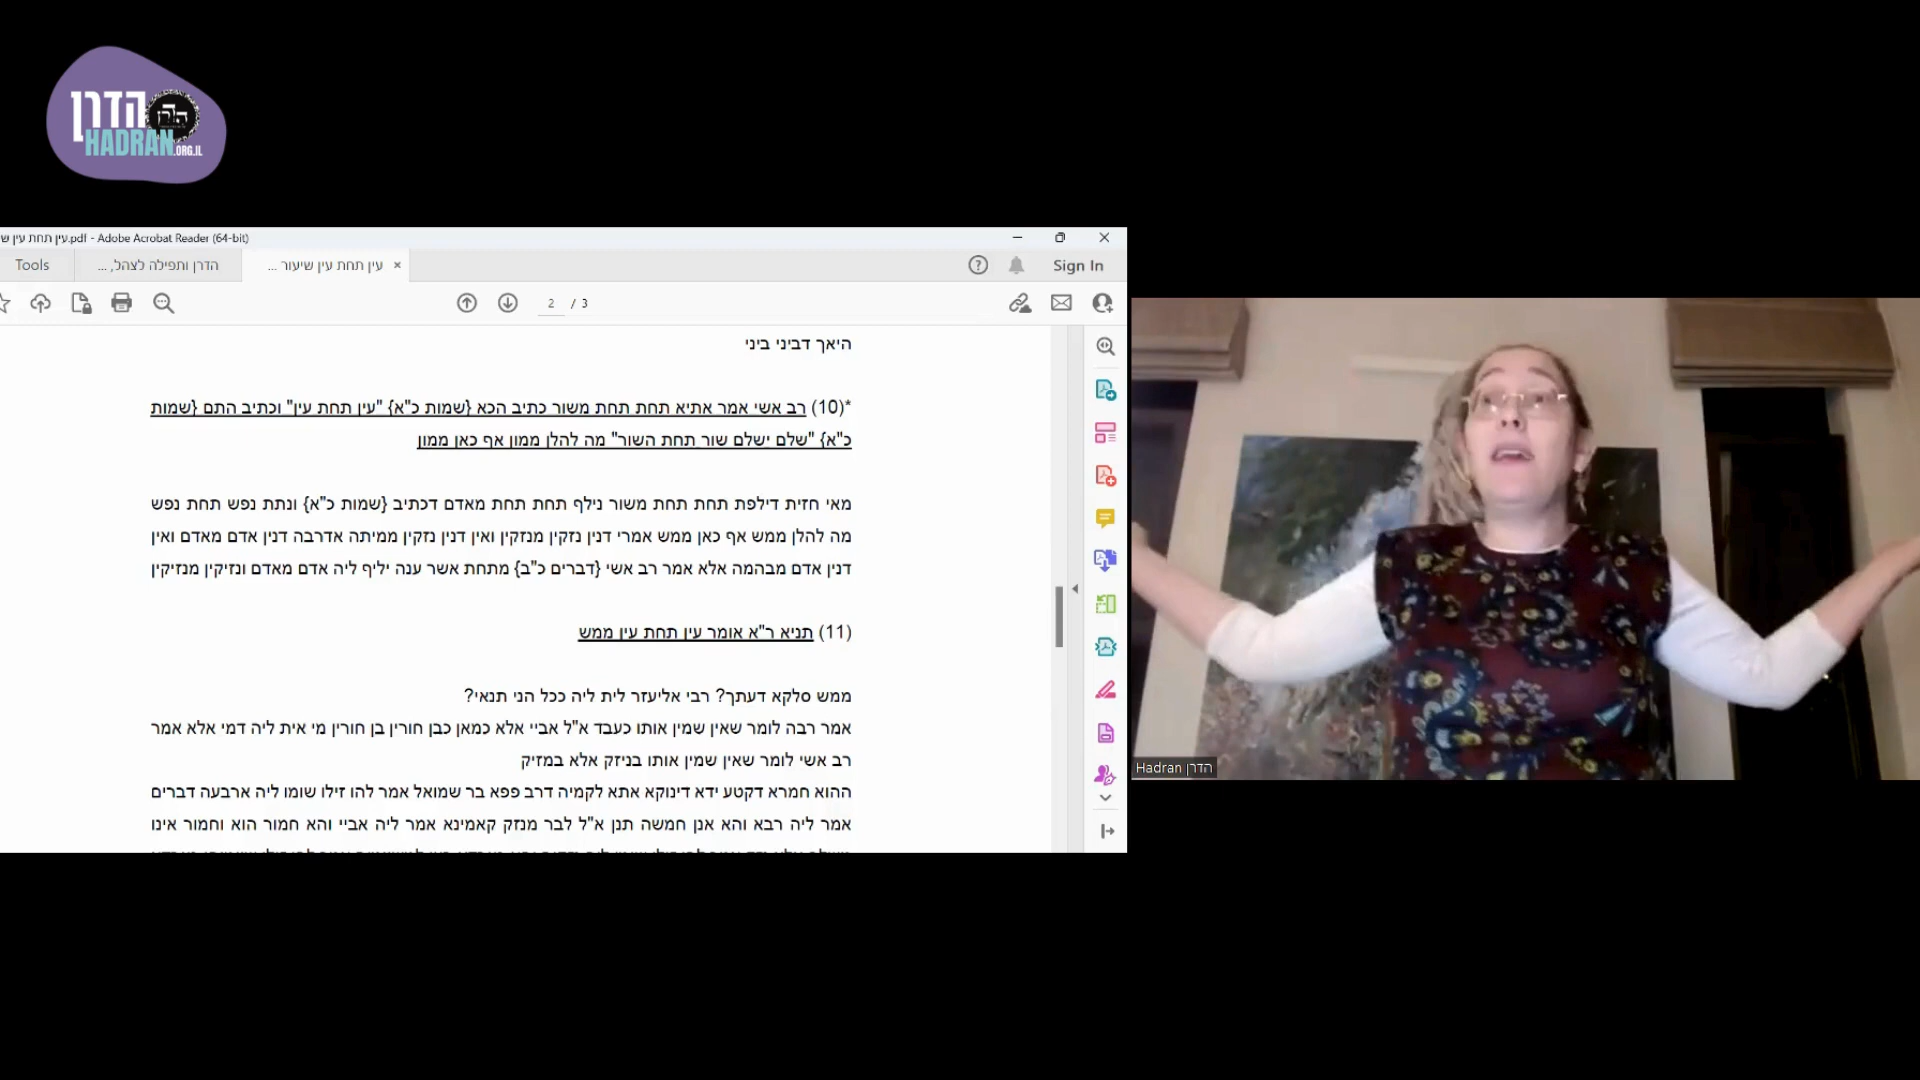 הדרן
HADRAN.ORG.IL
עין תחת עין ש.pdf - Adobe Acrobat Reader (64-bit)
Tools
הדרן ותפילה לצהל, ...
עין תחת עין שיעור ...
Sign In
2 / 3
היאך דביני ביני
*(10) רב אשי אמר אתיא תחת תחת משור כתיב הכא {שמות כ"א} "עין תחת עין" וכתיב התם {שמות
כ"א} "שלם ישלם שור תחת השור" מה להלן ממון אף כאן ממון
מאי חזית דילפת תחת תחת משור נילף תחת תחת מאדם דכתיב {שמות כ"א} ונתת נפש תחת נפש
מה להלן ממש אף כאן ממש אמרי דנין נזקין מנזקין ואין דנין נזקין ממיתה אדרבה דנין אדם מאדם ואין
דנין אדם מבהמה אלא אמר רב אשי {דברים כ"ב} מתחת אשר ענה יליף ליה אדם מאדם ונזיקין מנזיקין
(11) תניא ר"א אומר עין תחת עין ממש
ממש סלקא דעתך? רבי אליעזר לית ליה ככל הני תנאי?
אמר רבה לומר שאין שמין אותו כעבד א"ל אביי אלא כמאן כבן חורין בן חורין מי אית ליה דמי אלא אמר
רב אשי לומר שאין שמין אותו בניזק אלא במזיק
ההוא חמרא דקטע ידא דינוקא אתא לקמיה דרב פפא בר שמואל אמר להו זילו שומו ליה ארבעה דברים
אמר ליה רבא והא אנן חמשה תנן א"ל לבר מנזק קאמינא אמר ליה אביי והא חמור הוא וחמור אינו
Hadran הדרן